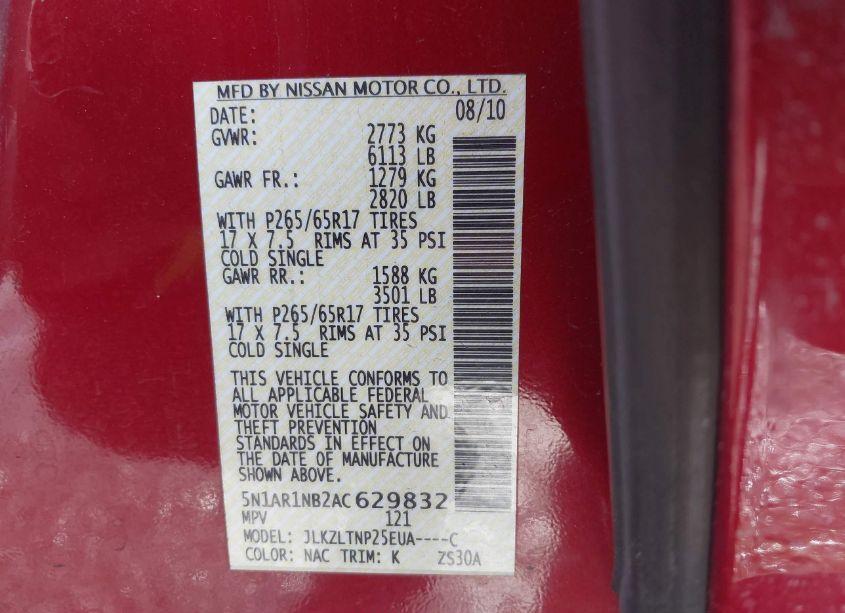 MFD BY NISSAN MOTOR CO., LTD.
DATE: 08/10
GVWR: 2773 KG
6113 LB
GAWR FR.: 1279 KG
2820 LB
WITH P265/65R17 TIRES
17 X 7.5 RIMS AT 35 PSI
COLD SINGLE
GAWR RR.: 1588 KG
3501 LB
WITH P265/65R17 TIRES
17 X 7.5 RIMS AT 35 PSI
COLD SINGLE
THIS VEHICLE CONFORMS TO
ALL APPLICABLE FEDERAL
MOTOR VEHICLE SAFETY AND
THEFT PREVENTION
STANDARDS IN EFFECT ON
THE DATE OF MANUFACTURE
SHOWN ABOVE.
5N1AR1NB2AC629832
MPV 121
MODEL: JLKZLTNP25EUA----C
COLOR: NAC TRIM: K ZS30A